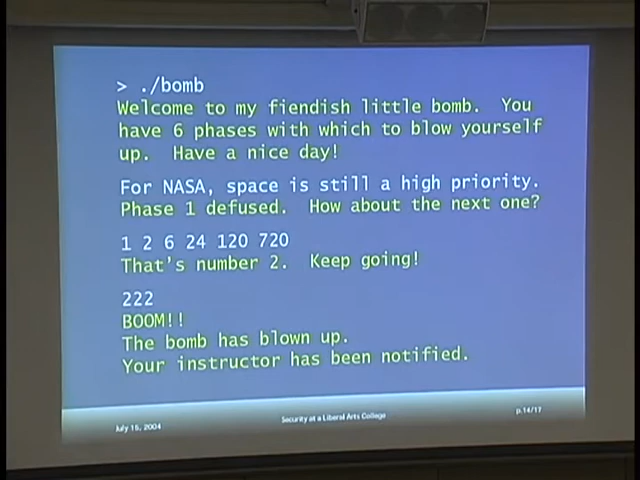 > ./bomb
Welcome to my fiendish little bomb. You
have 6 phases with which to blow yourself
up. Have a nice day!
For NASA, space is still a high priority.
Phase 1 defused. How about the next one?
1 2 6 24 120 720
That's number 2. Keep going!
222
BOOM!!
The bomb has blown up.
Your instructor has been notified.
July 15, 2004
Security at a Liberal Arts College
p.14/17